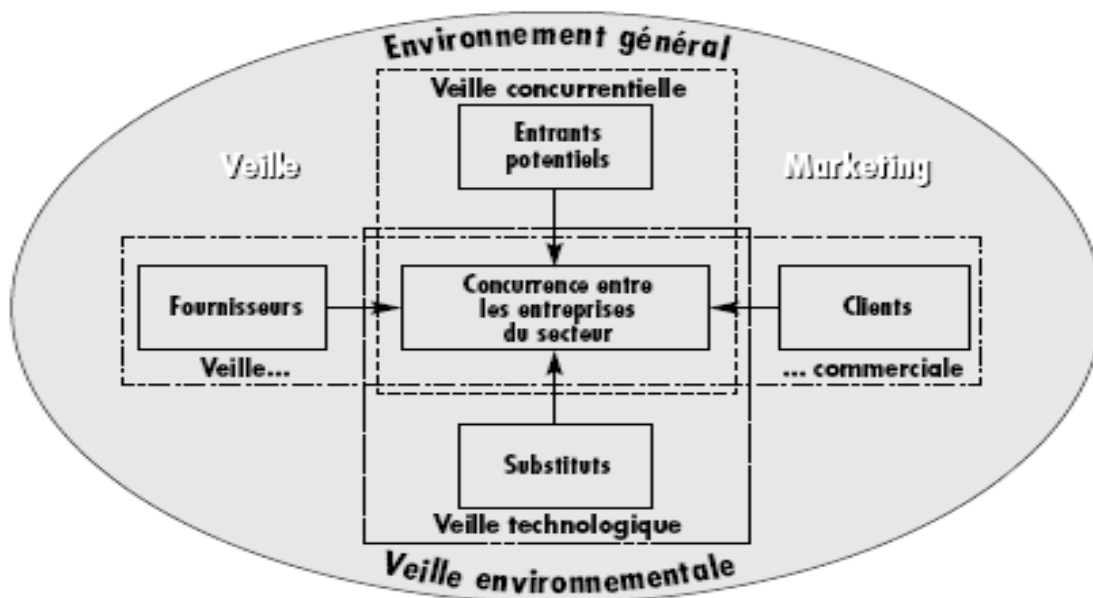 Environnement général
Veille concurrentielle
Entrants
potentiels
Veille
Marketing
Fournisseurs
Concurrence entre
les entreprises
du secteur
Clients
Veille...
... commerciale
Substituts
Veille technologique
Veille environnementale